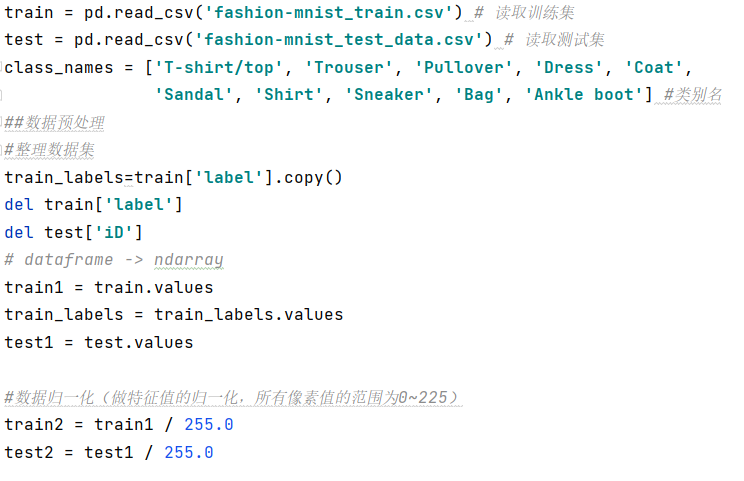 train = pd.read_csv('fashion-mnist_train.csv') # 读取训练集
test = pd.read_csv('fashion-mnist_test_data.csv') # 读取测试集
class_names = ['T-shirt/top', 'Trouser', 'Pullover', 'Dress', 'Coat',
'Sandal', 'Shirt', 'Sneaker', 'Bag', 'Ankle boot'] #类别名
##数据预处理
#整理数据集
train_labels=train['label'].copy()
del train['label']
del test['iD']
# dataframe -> ndarray
train1 = train.values
train_labels = train_labels.values
test1 = test.values
#数据归一化（做特征值的归一化，所有像素值的范围为0~225）
train2 = train1 / 255.0
test2 = test1 / 255.0